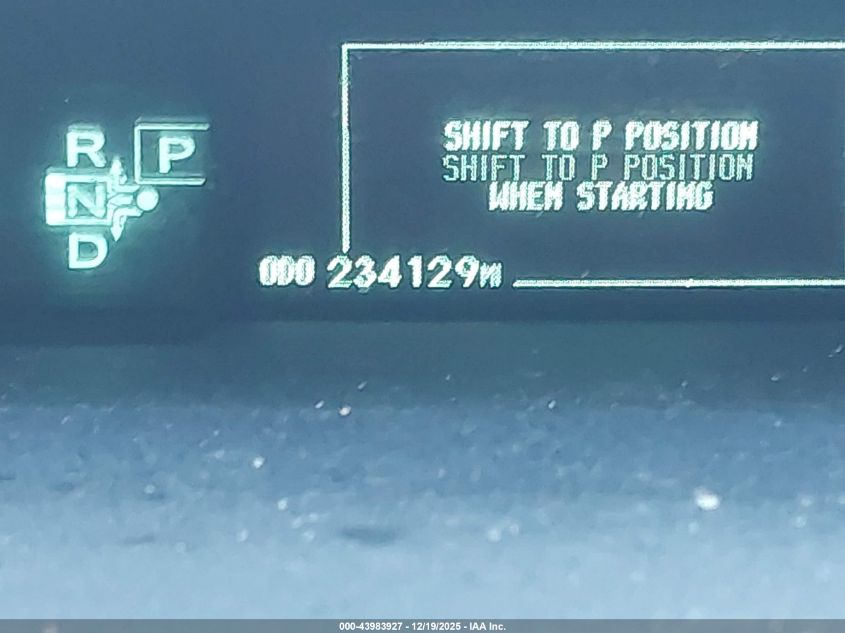 R
P
N
D
SHIFT TO P POSITION
SHIFT TO P POSITION
WHEN STARTING
ODO 234129MI
000-43983927 - 12/19/2025 - IAA Inc.